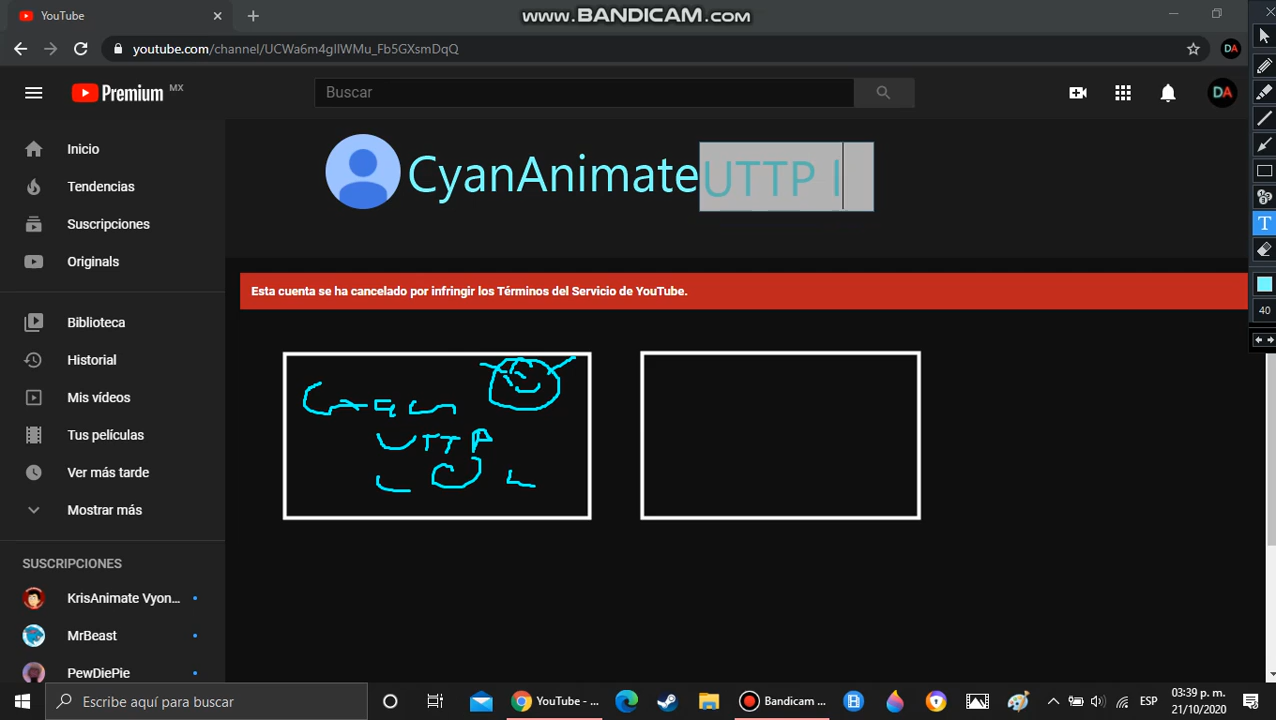 YouTube
www.BANDICAM.com
youtube.com/channel/UCWa6m4gIlWMu_Fb5GXsmDqQ
Premium MX
Buscar
DA
DA
CyanAnimate UTTP l
Esta cuenta se ha cancelado por infringir los Términos del Servicio de YouTube.
Inicio
Tendencias
Suscripciones
Originals
Biblioteca
Historial
Mis vídeos
Tus películas
Ver más tarde
Mostrar más
SUSCRIPCIONES
KrisAnimate Vyon...
MrBeast
PewDiePie
UTTP
LOL
T
40
Escribe aquí para buscar
YouTube - ...
Bandicam ...
ESP
03:39 p. m.
21/10/2020